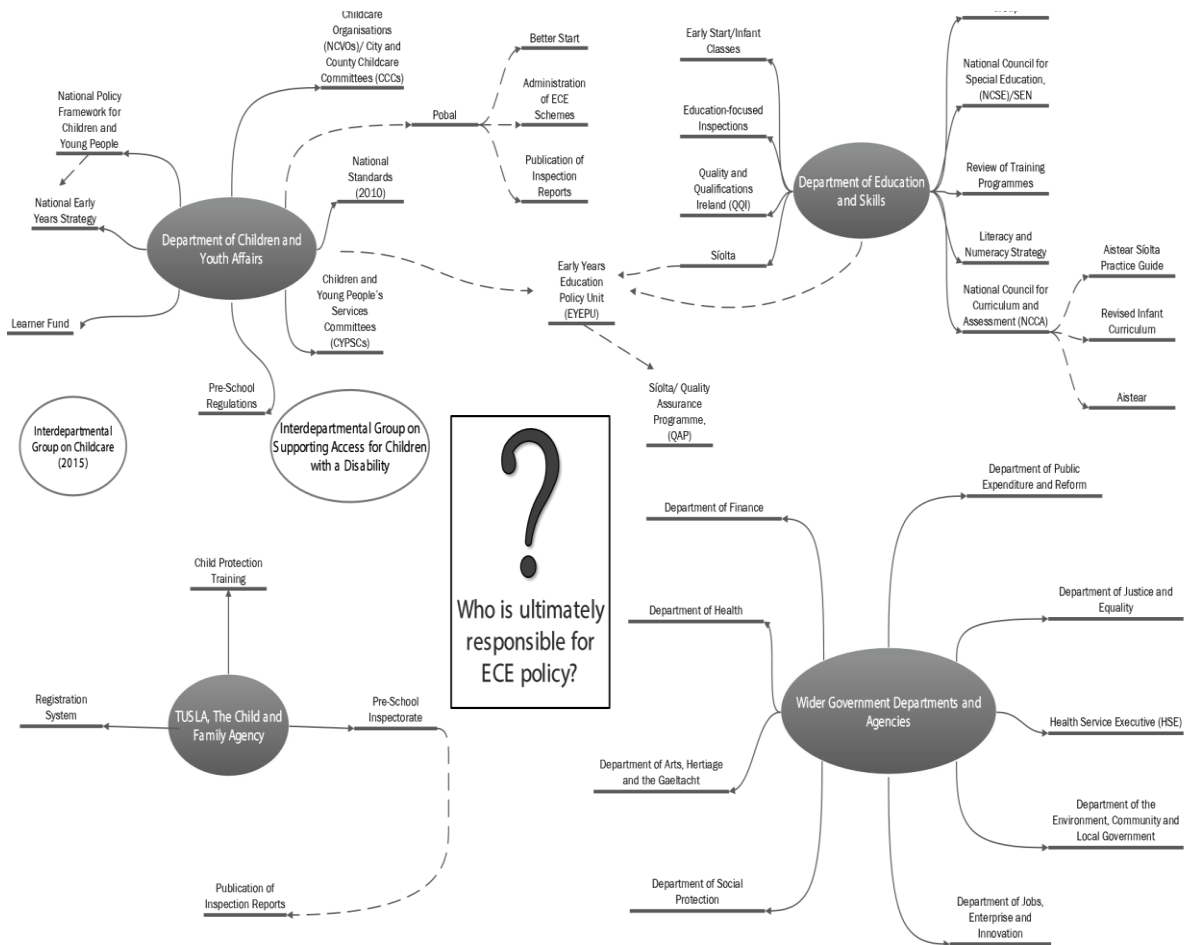 Childcare
Organisations
(NCVOs)/ City and
County Childcare
Committees (CCCs)
National Policy
Framework for
Children and
Young People
National Early
Years Strategy
Department of Children and
Youth Affairs
Learner Fund
Pre-School
Regulations
National
Standards
(2010)
Children and
Young People's
Services
Committees
(CYPSCs)
Pobal
Better Start
Administration
of ECE
Schemes
Publication of
Inspection
Reports
Early Years
Education
Policy Unit
(EYEPU)
Síolta/ Quality
Assurance
Programme,
(QAP)
Early Start/Infant
Classes
Education-focused
Inspections
Quality and
Qualifications
Ireland (QQI)
Síolta
Department of Education
and Skills
National Council for
Special Education,
(NCSE)/SEN
Review of Training
Programmes
Literacy and
Numeracy Strategy
National Council for
Curriculum and
Assessment (NCCA)
Aistear Síolta
Practice Guide
Revised Infant
Curriculum
Aistear
Interdepartmental
Group on Childcare
(2015)
Interdepartmental Group on
Supporting Access for Children
with a Disability
?
Who is ultimately
responsible for
ECE policy?
Child Protection
Training
Registration
System
TUSLA, The Child and
Family Agency
Pre-School
Inspectorate
Publication of
Inspection Reports
Department of Finance
Department of Health
Department of Arts, Hertiage
and the Gaeltacht
Department of Social
Protection
Wider Government Departments and
Agencies
Department of Public
Expenditure and Reform
Department of Justice and
Equality
Health Service Executive (HSE)
Department of the
Environment, Community and
Local Government
Department of Jobs,
Enterprise and
Innovation